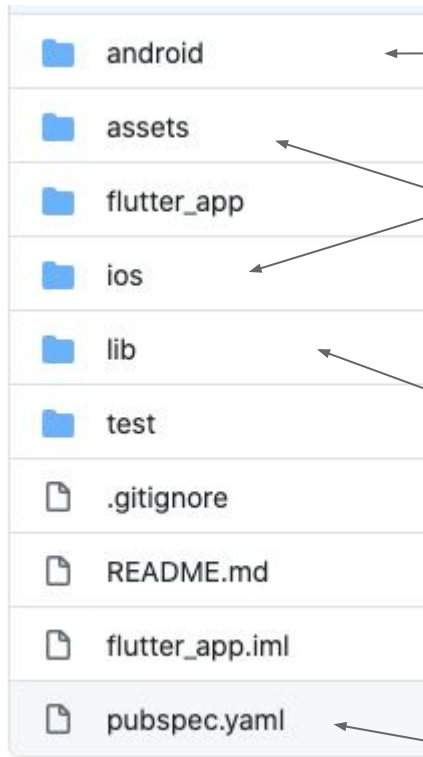 android
assets
flutter_app
ios
lib
test
.gitignore
README.md
flutter_app.iml
pubspec.yaml